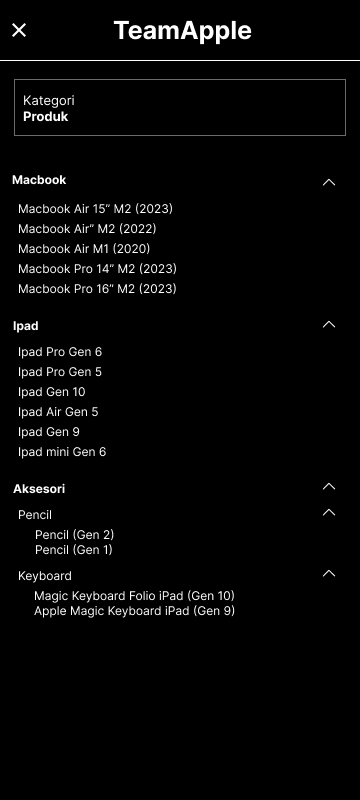 TeamApple
Kategori
Produk
Macbook
Macbook Air 15” M2 (2023)
Macbook Air” M2 (2022)
Macbook Air M1 (2020)
Macbook Pro 14” M2 (2023)
Macbook Pro 16” M2 (2023)
Ipad
Ipad Pro Gen 6
Ipad Pro Gen 5
Ipad Gen 10
Ipad Air Gen 5
Ipad Gen 9
Ipad mini Gen 6
Aksesori
Pencil
Pencil (Gen 2)
Pencil (Gen 1)
Keyboard
Magic Keyboard Folio iPad (Gen 10)
Apple Magic Keyboard iPad (Gen 9)